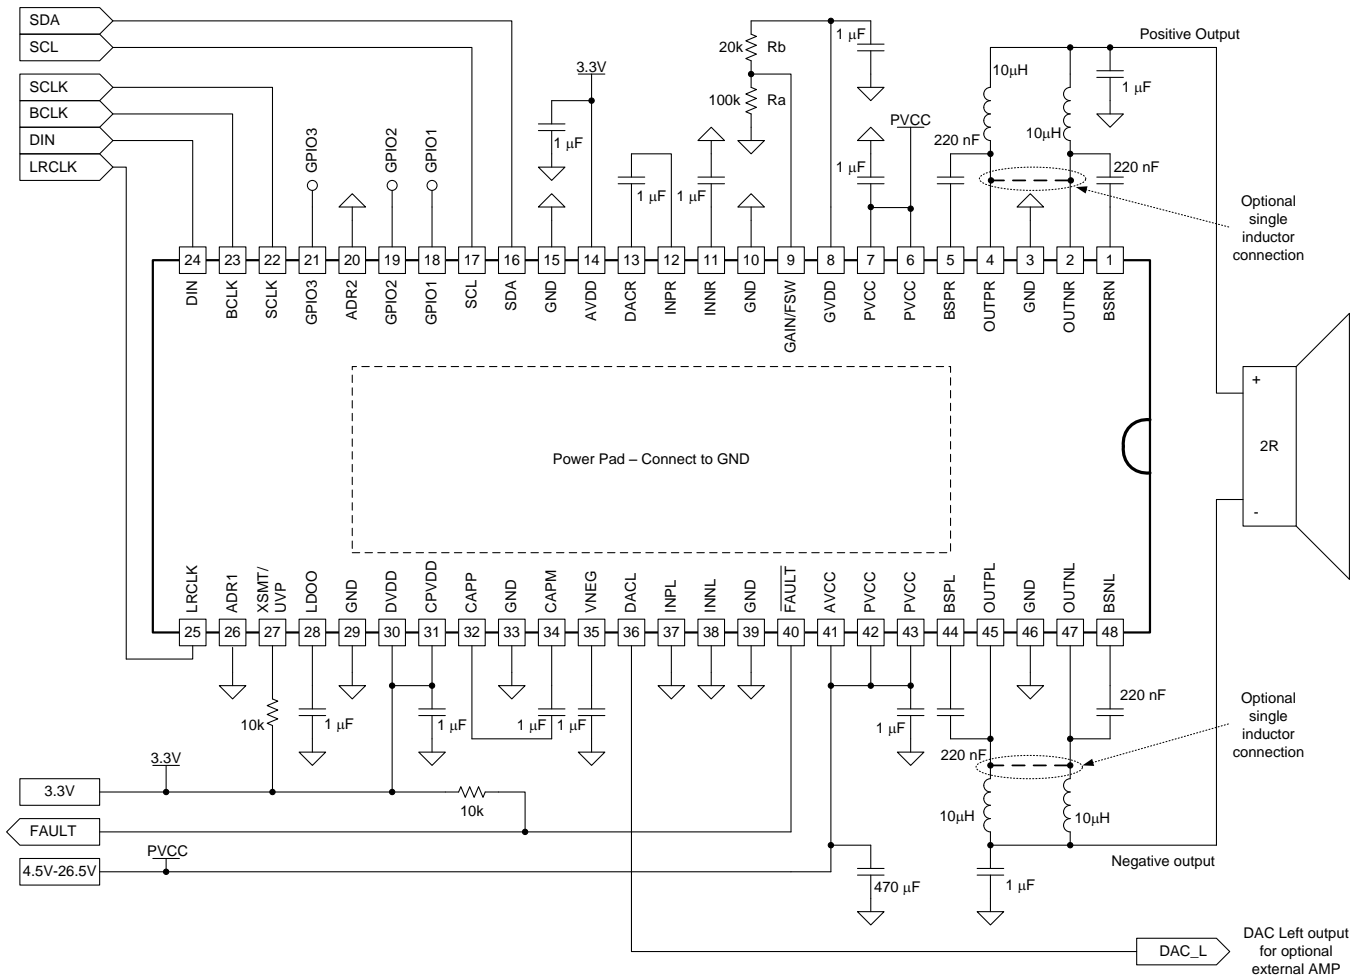 SDA
SCL
SCLK
BCLK
DIN
LRCLK
GPIO3
GPIO2
GPIO1
3.3V
1 µF
1 µF
1 µF
20k
Rb
100k
Ra
1 µF
PVCC
1 µF
Positive Output
10µH
10µH
1 µF
220 nF
220 nF
Optional
single
inductor
connection
24
23
22
21
20
19
18
17
16
15
14
13
12
11
10
9
8
7
6
5
4
3
2
1
DIN
BCLK
SCLK
GPIO3
ADR2
GPIO2
GPIO1
SCL
SDA
GND
AVDD
DACR
INPR
INNR
GND
GAIN/FSW
GVDD
PVCC
PVCC
BSPR
OUTPR
GND
OUTNR
BSRN
Power Pad – Connect to GND
+
2R
-
LRCLK
ADR1
XSMT/
UVP
LDOO
GND
DVDD
CPVDD
CAPP
GND
CAPM
VNEG
DACL
INPL
INNL
GND
FAULT
AVCC
PVCC
PVCC
BSPL
OUTPL
GND
OUTNL
BSNL
25
26
27
28
29
30
31
32
33
34
35
36
37
38
39
40
41
42
43
44
45
46
47
48
10k
1 µF
1 µF
1 µF
1 µF
1 µF
220 nF
220 nF
Optional
single
inductor
connection
3.3V
3.3V
10k
10µH
10µH
FAULT
PVCC
4.5V-26.5V
470 µF
1 µF
Negative output
DAC_L
DAC Left output
for optional
external AMP